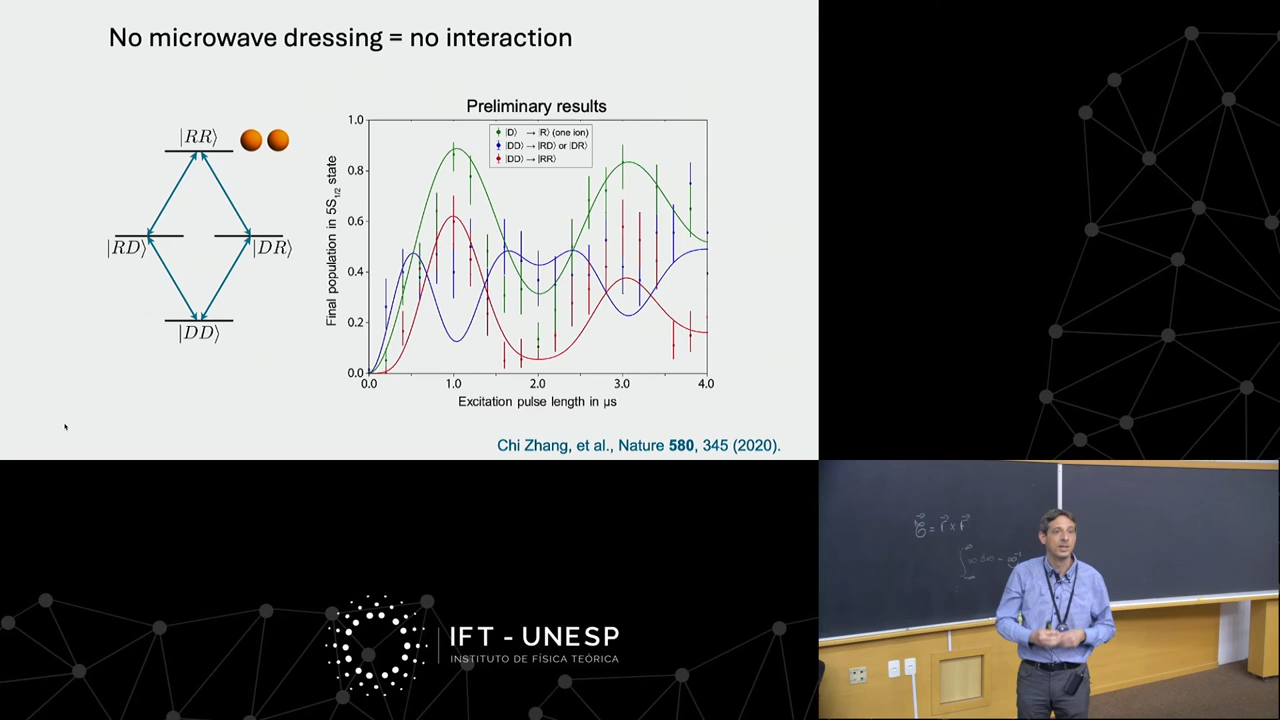 No microwave dressing = no interaction
|RR⟩
|RD⟩
|DR⟩
|DD⟩
Preliminary results
|D⟩ → |R⟩ (one ion)
|DD⟩ → |RD⟩ or |DR⟩
|DD⟩ → |RR⟩
Final population in 5S1/2 state
1.0
0.8
0.6
0.4
0.2
0.0
0.0 1.0 2.0 3.0 4.0
Excitation pulse length in µs
Chi Zhang, et al., Nature 580, 345 (2020).
IFT - UNESP
INSTITUTO DE FÍSICA TEÓRICA